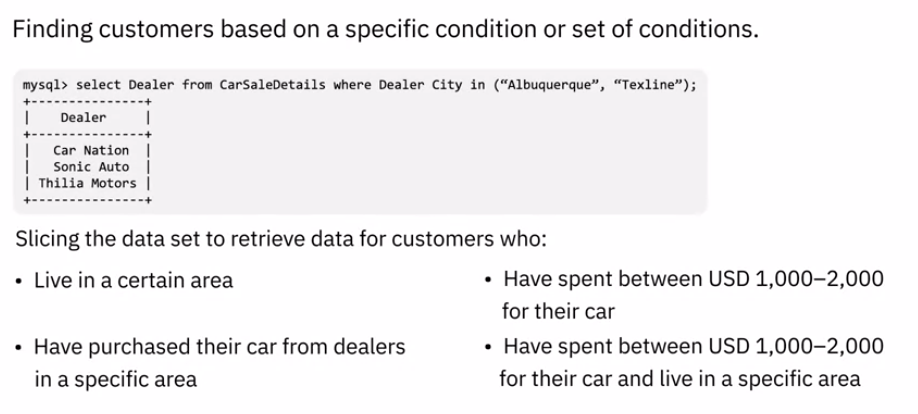 Finding customers based on a specific condition or set of conditions.
mysql> select Dealer from CarSaleDetails where Dealer City in (“Albuquerque”, “Texline”);
+---------------+
| Dealer |
+---------------+
| Car Nation |
| Sonic Auto |
| Thilia Motors |
+---------------+
Slicing the data set to retrieve data for customers who:
• Live in a certain area
• Have purchased their car from dealers
in a specific area
• Have spent between USD 1,000–2,000
for their car
• Have spent between USD 1,000–2,000
for their car and live in a specific area